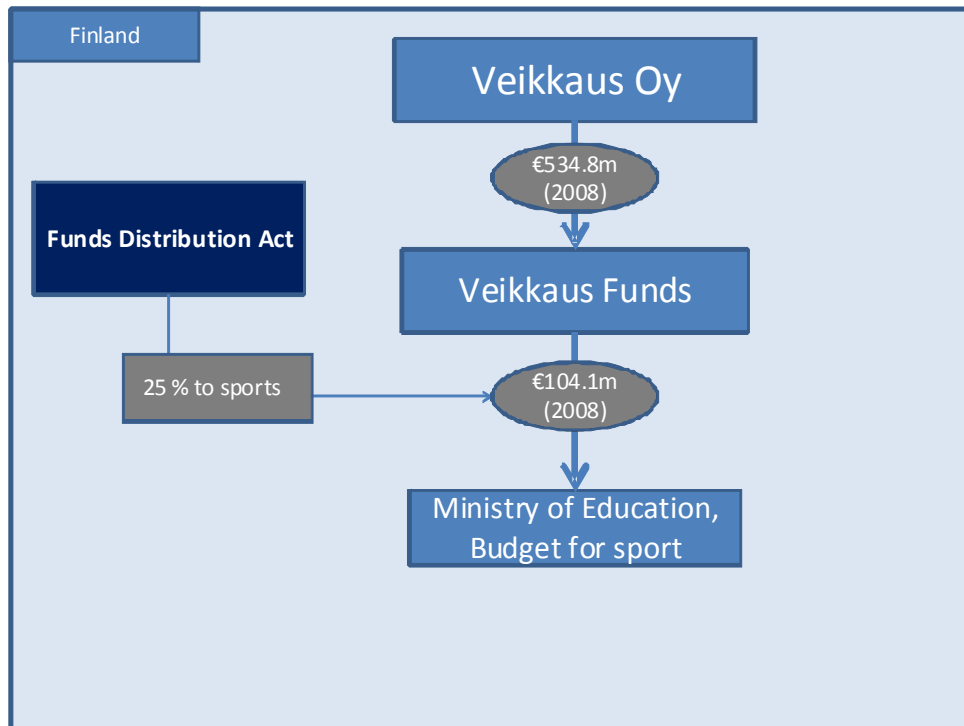 Finland
Veikkaus Oy
€534.8m
(2008)
Funds Distribution Act
Veikkaus Funds
25 % to sports
€104.1m
(2008)
Ministry of Education,
Budget for sport